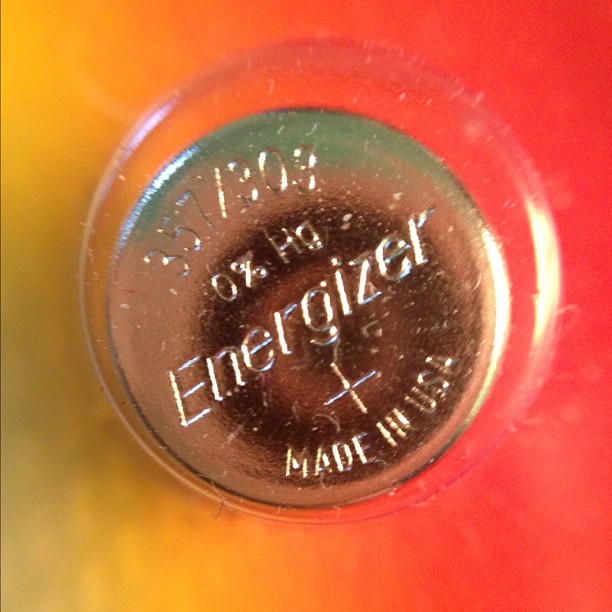 357/303
0% Hg
Energizer
+
MADE IN USA